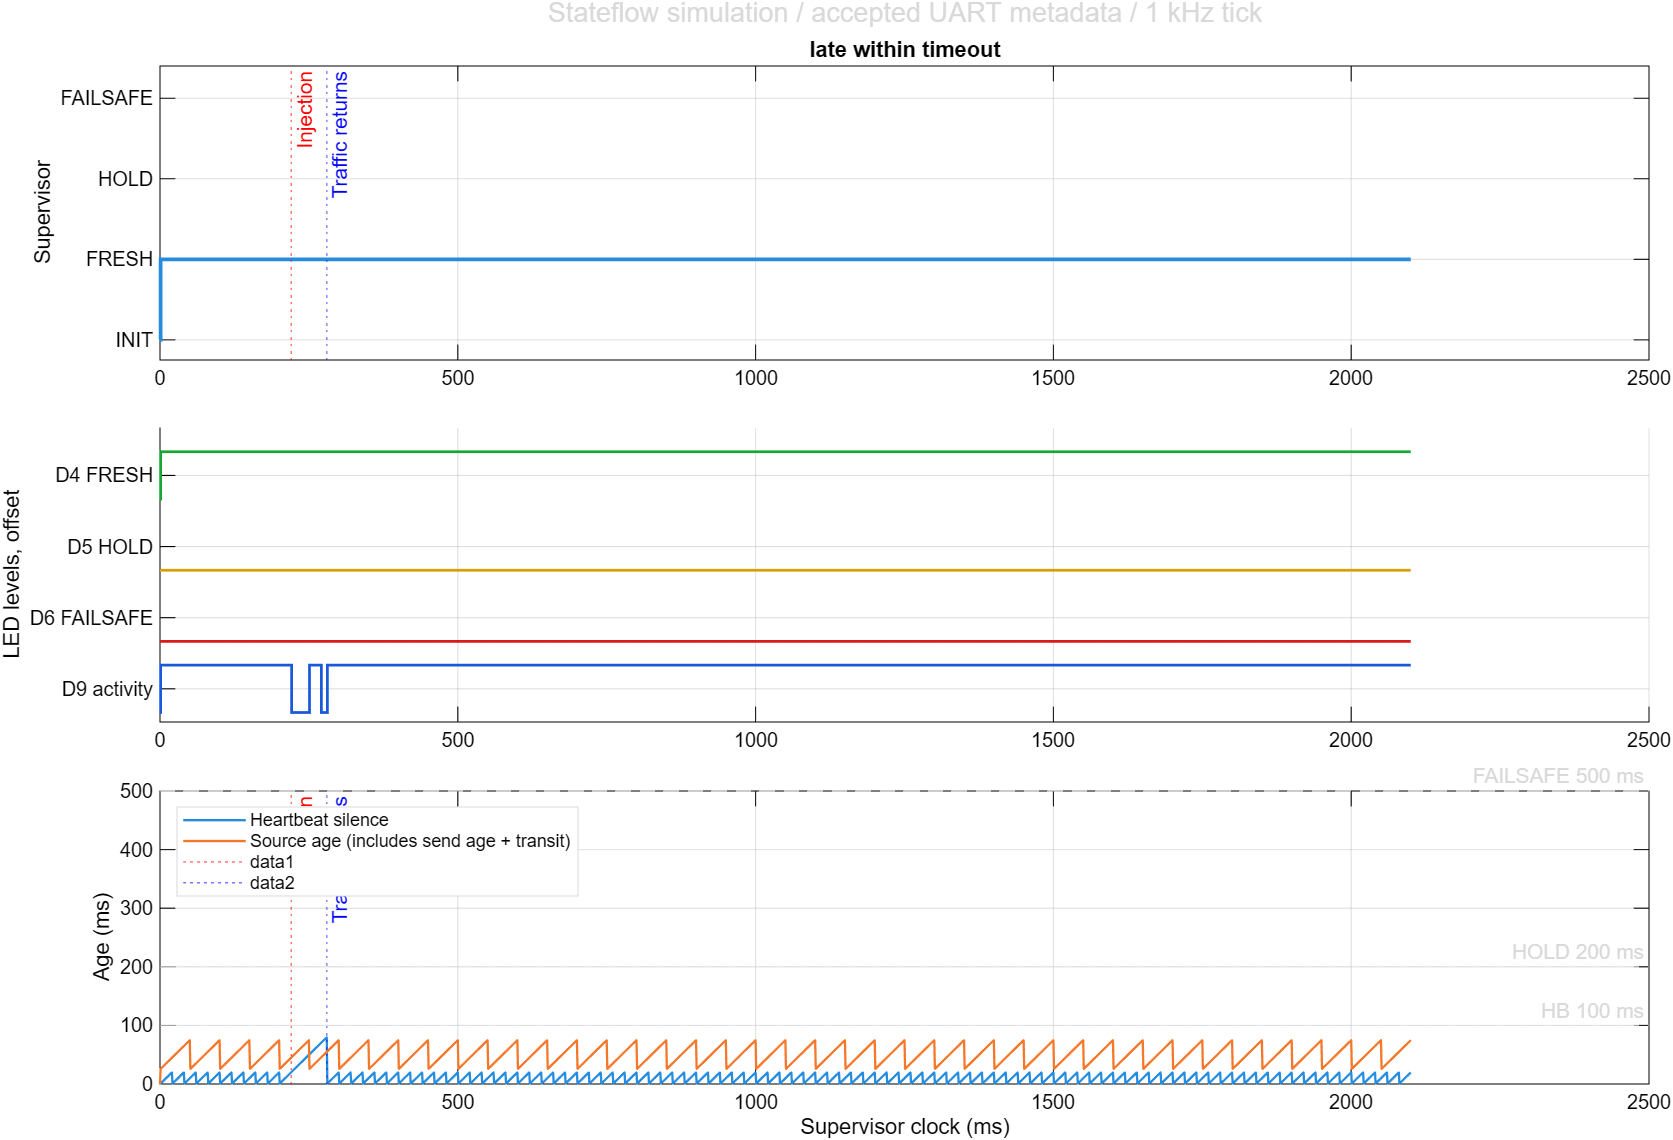 Stateflow simulation / accepted UART metadata / 1 kHz tick
late within timeout
Supervisor
FAILSAFE
HOLD
FRESH
INIT
Injection
Traffic returns
0 500 1000 1500 2000 2500
LED levels, offset
D4 FRESH
D5 HOLD
D6 FAILSAFE
D9 activity
0 500 1000 1500 2000 2500
Age (ms)
500
400
300
200
100
0
FAILSAFE 500 ms
HOLD 200 ms
HB 100 ms
n
s
Tra
Heartbeat silence
Source age (includes send age + transit)
data1
data2
0 500 1000 1500 2000 2500
Supervisor clock (ms)